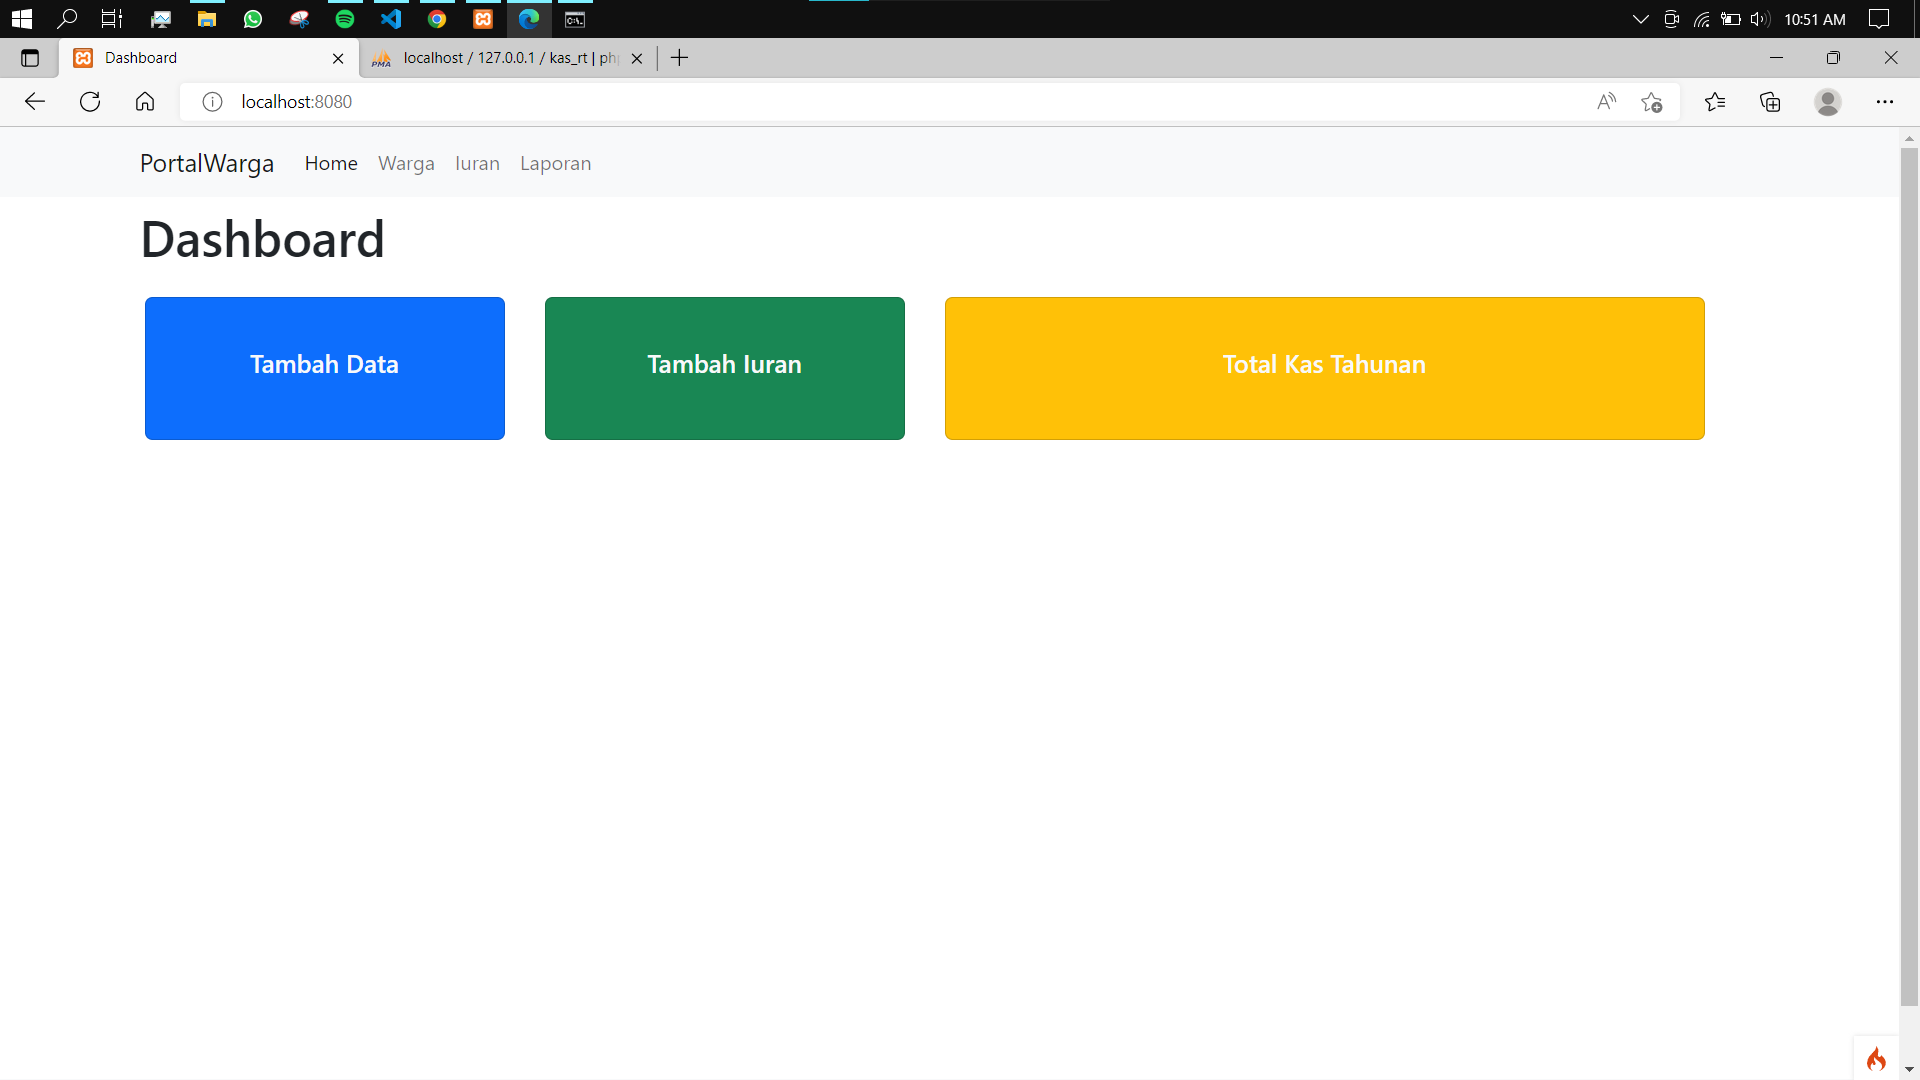 10:51 AM
Dashboard
localhost / 127.0.0.1 / kas_rt | ph
localhost:8080
PortalWarga Home Warga Iuran Laporan
Dashboard
Tambah Data
Tambah Iuran
Total Kas Tahunan